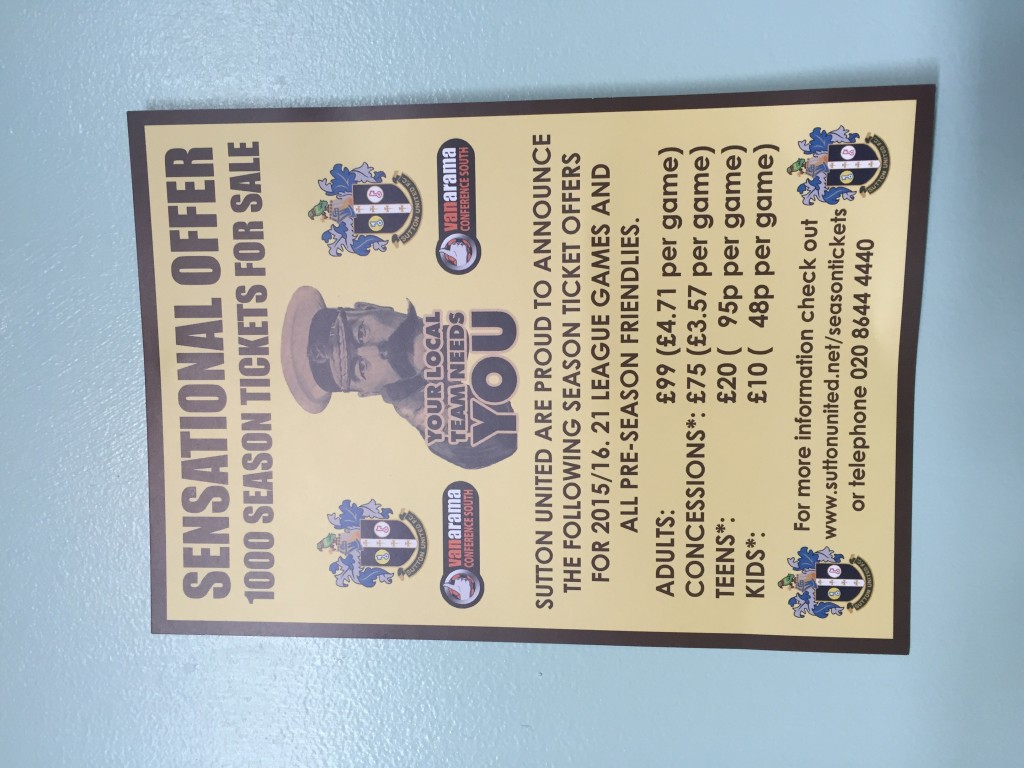 SENSATIONAL OFFER
1000 SEASON TICKETS FOR SALE
vanarama
CONFERENCE SOUTH
YOUR LOCAL
TEAM NEEDS
YOU
vanarama
CONFERENCE SOUTH
SUTTON UNITED ARE PROUD TO ANNOUNCE
THE FOLLOWING SEASON TICKET OFFERS
FOR 2015/16. 21 LEAGUE GAMES AND
ALL PRE-SEASON FRIENDLIES.
ADULTS: £99 (£4.71 per game)
CONCESSIONS*: £75 (£3.57 per game)
TEENS*: £20 ( 95p per game)
KIDS*: £10 ( 48p per game)
For more information check out
www.suttonunited.net/seasontickets
or telephone 020 8644 4440